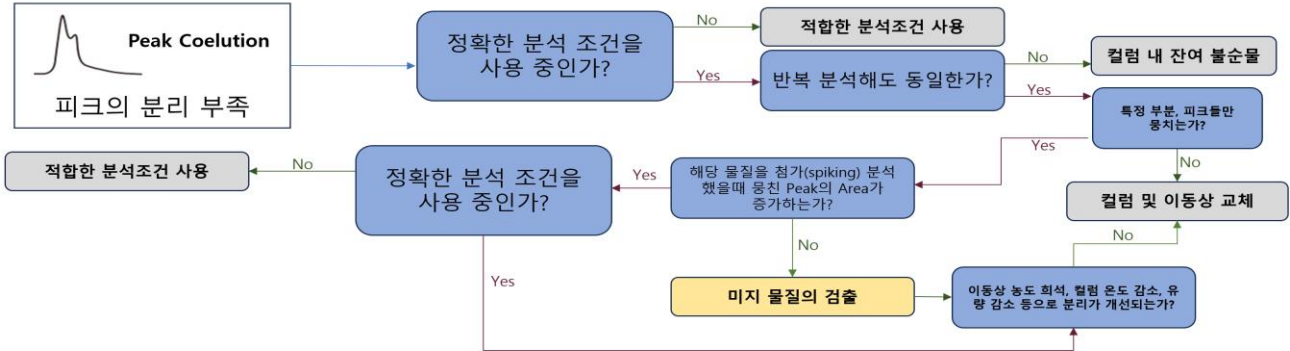 Peak Coelution
피크의 분리 부족
정확한 분석 조건을
사용 중인가?
No
적합한 분석조건 사용
Yes
반복 분석해도 동일한가?
No
컬럼 내 잔여 불순물
Yes
특정 부분, 피크들만
뭉치는가?
Yes
No
컬럼 및 이동상 교체
해당 물질을 첨가(spiking) 분석
했을때 뭉친 Peak의 Area가
증가하는가?
Yes
정확한 분석 조건을
사용 중인가?
No
적합한 분석조건 사용
No
미지 물질의 검출
Yes
이동상 농도 희석, 컬럼 온도 감소, 유
량 감소 등으로 분리가 개선되는가?
No